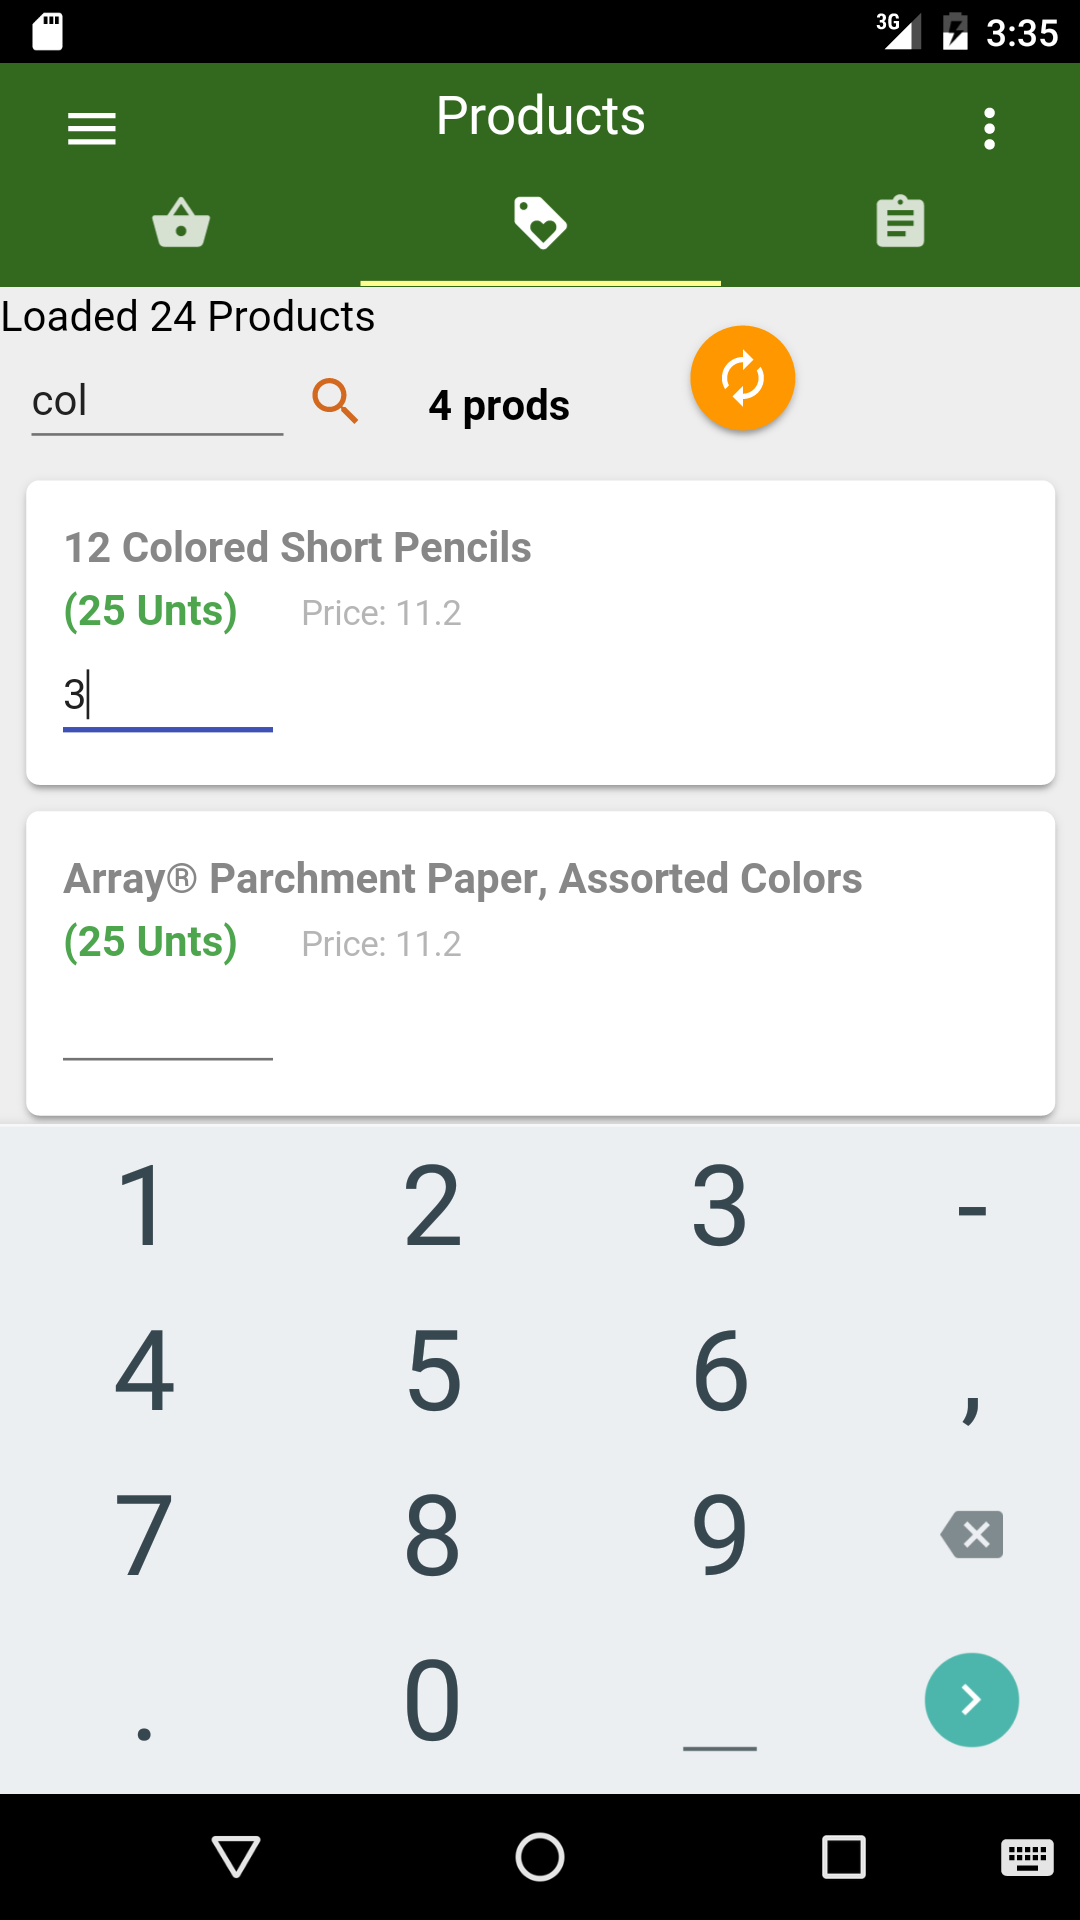 3G 3:35
Products
Loaded 24 Products
col 4 prods
12 Colored Short Pencils
(25 Unts) Price: 11.2
3
Array® Parchment Paper, Assorted Colors
(25 Unts) Price: 11.2
1 2 3 -
4 5 6 ,
7 8 9
. 0 _